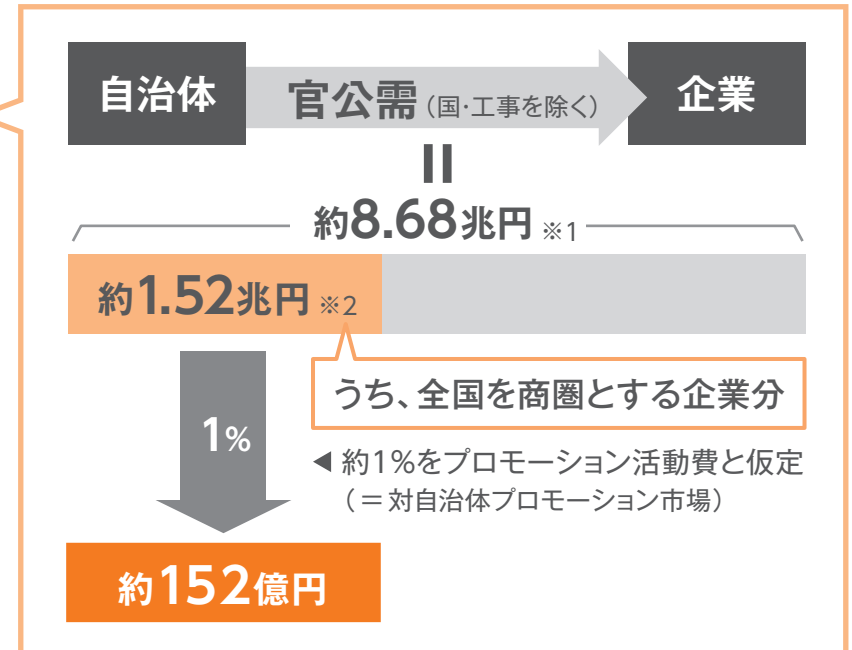 自治体 官公需(国・工事を除く) 企業
=
約8.68兆円 ※1
約1.52兆円 ※2
うち、全国を商圏とする企業分
1%
◀ 約1%をプロモーション活動費と仮定
(=対自治体プロモーション市場)
約152億円